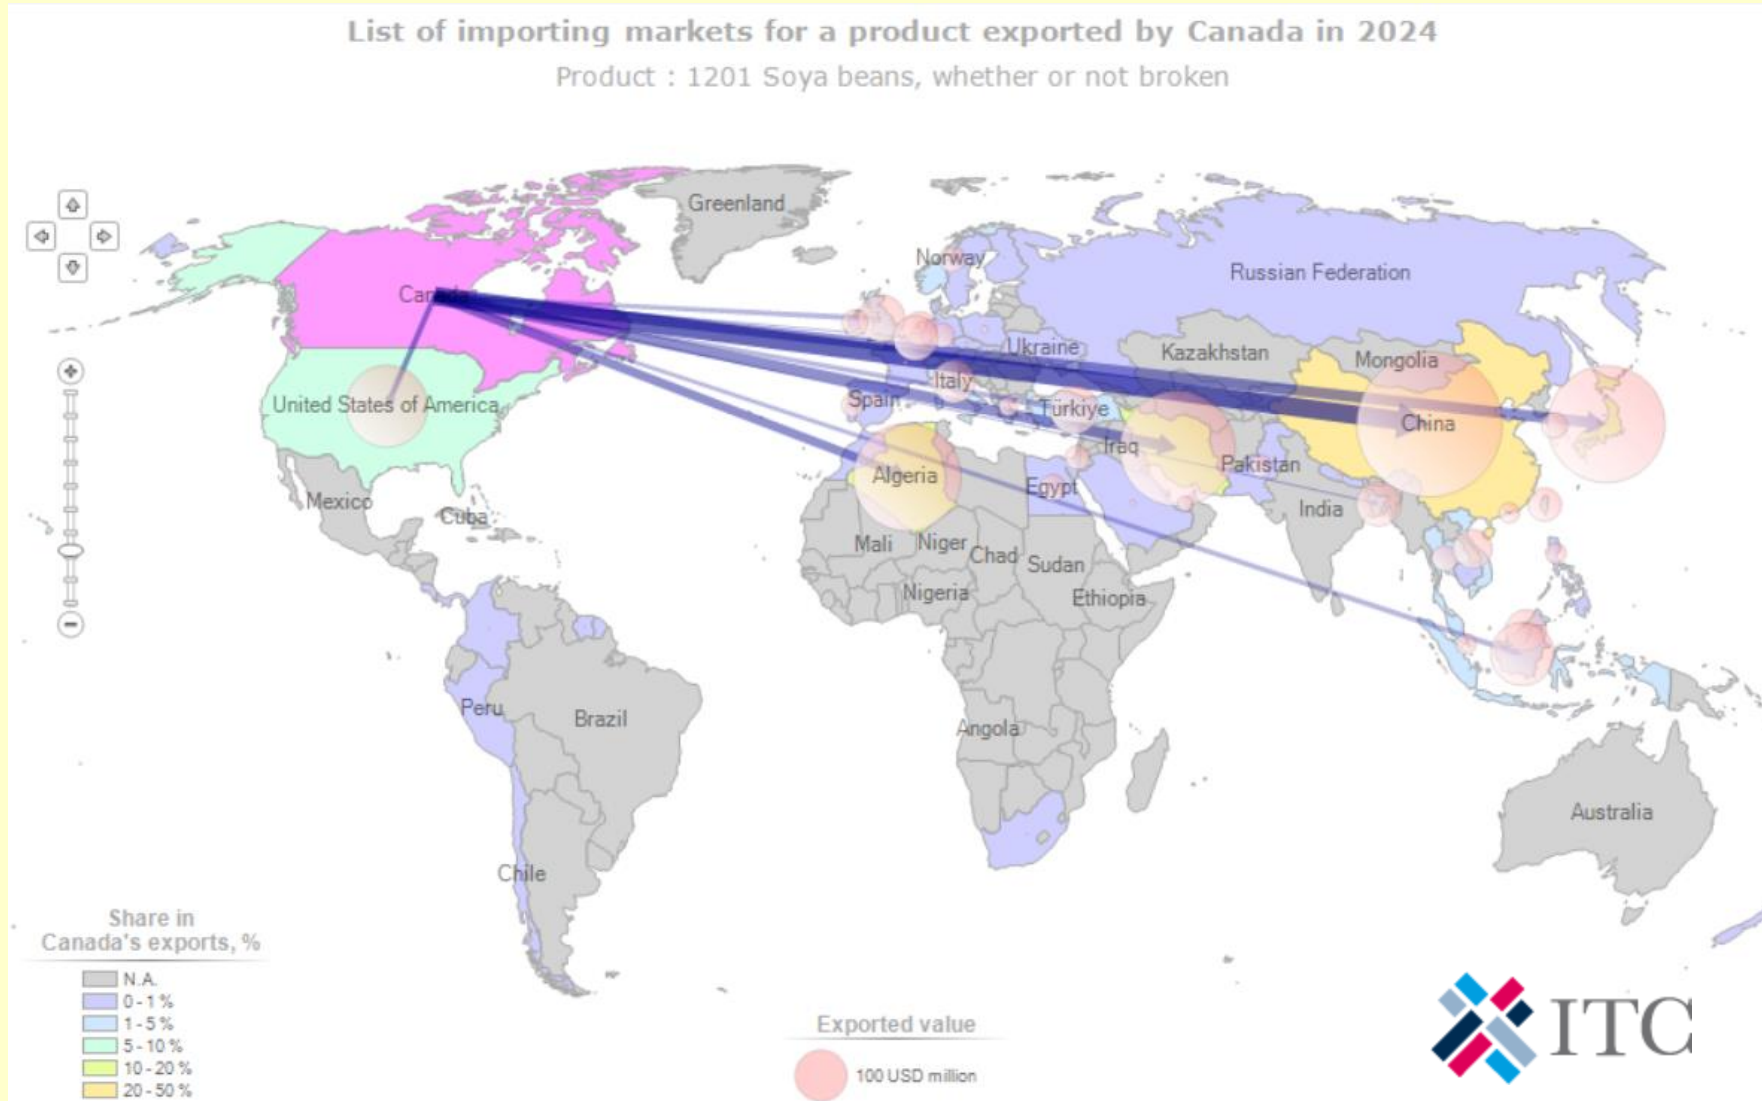 List of importing markets for a product exported by Canada in 2024
Product : 1201 Soya beans, whether or not broken
Greenland
Norway
Russian Federation
Canada
Ukraine
Kazakhstan
Mongolia
Italy
Spain
Türkiye
United States of America
China
Iraq
Pakistan
Algeria
Egypt
India
Mexico
Cuba
Mali
Niger
Chad
Sudan
Nigeria
Ethiopia
Peru
Brazil
Angola
Australia
Chile
Share in
Canada's exports, %
N.A.
0 - 1 %
1 - 5 %
5 - 10 %
10 - 20 %
20 - 50 %
Exported value
100 USD million
ITC